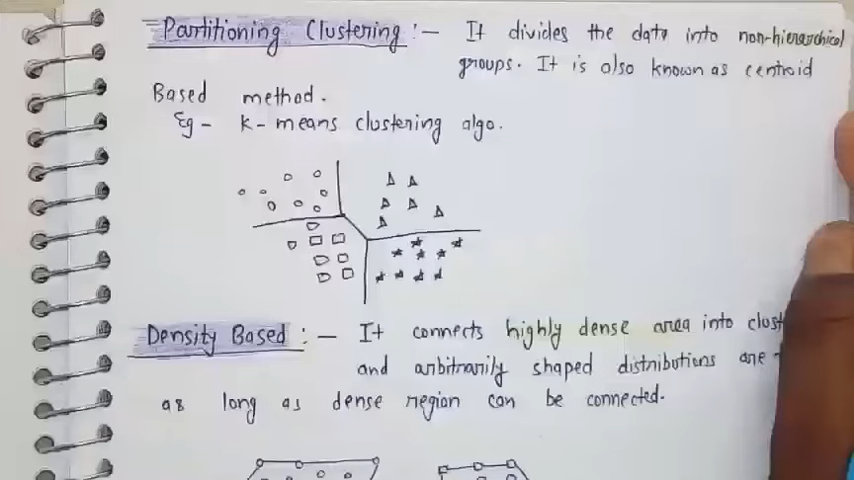 Partitioning Clustering :- It divides the data into non-hierarchical
groups. It is also known as centroid
Based method.
Eg - k-means clustering algo.
Density Based :- It connects highly dense area into
and arbitrarily shaped distributions are
as long as dense region can be connected.